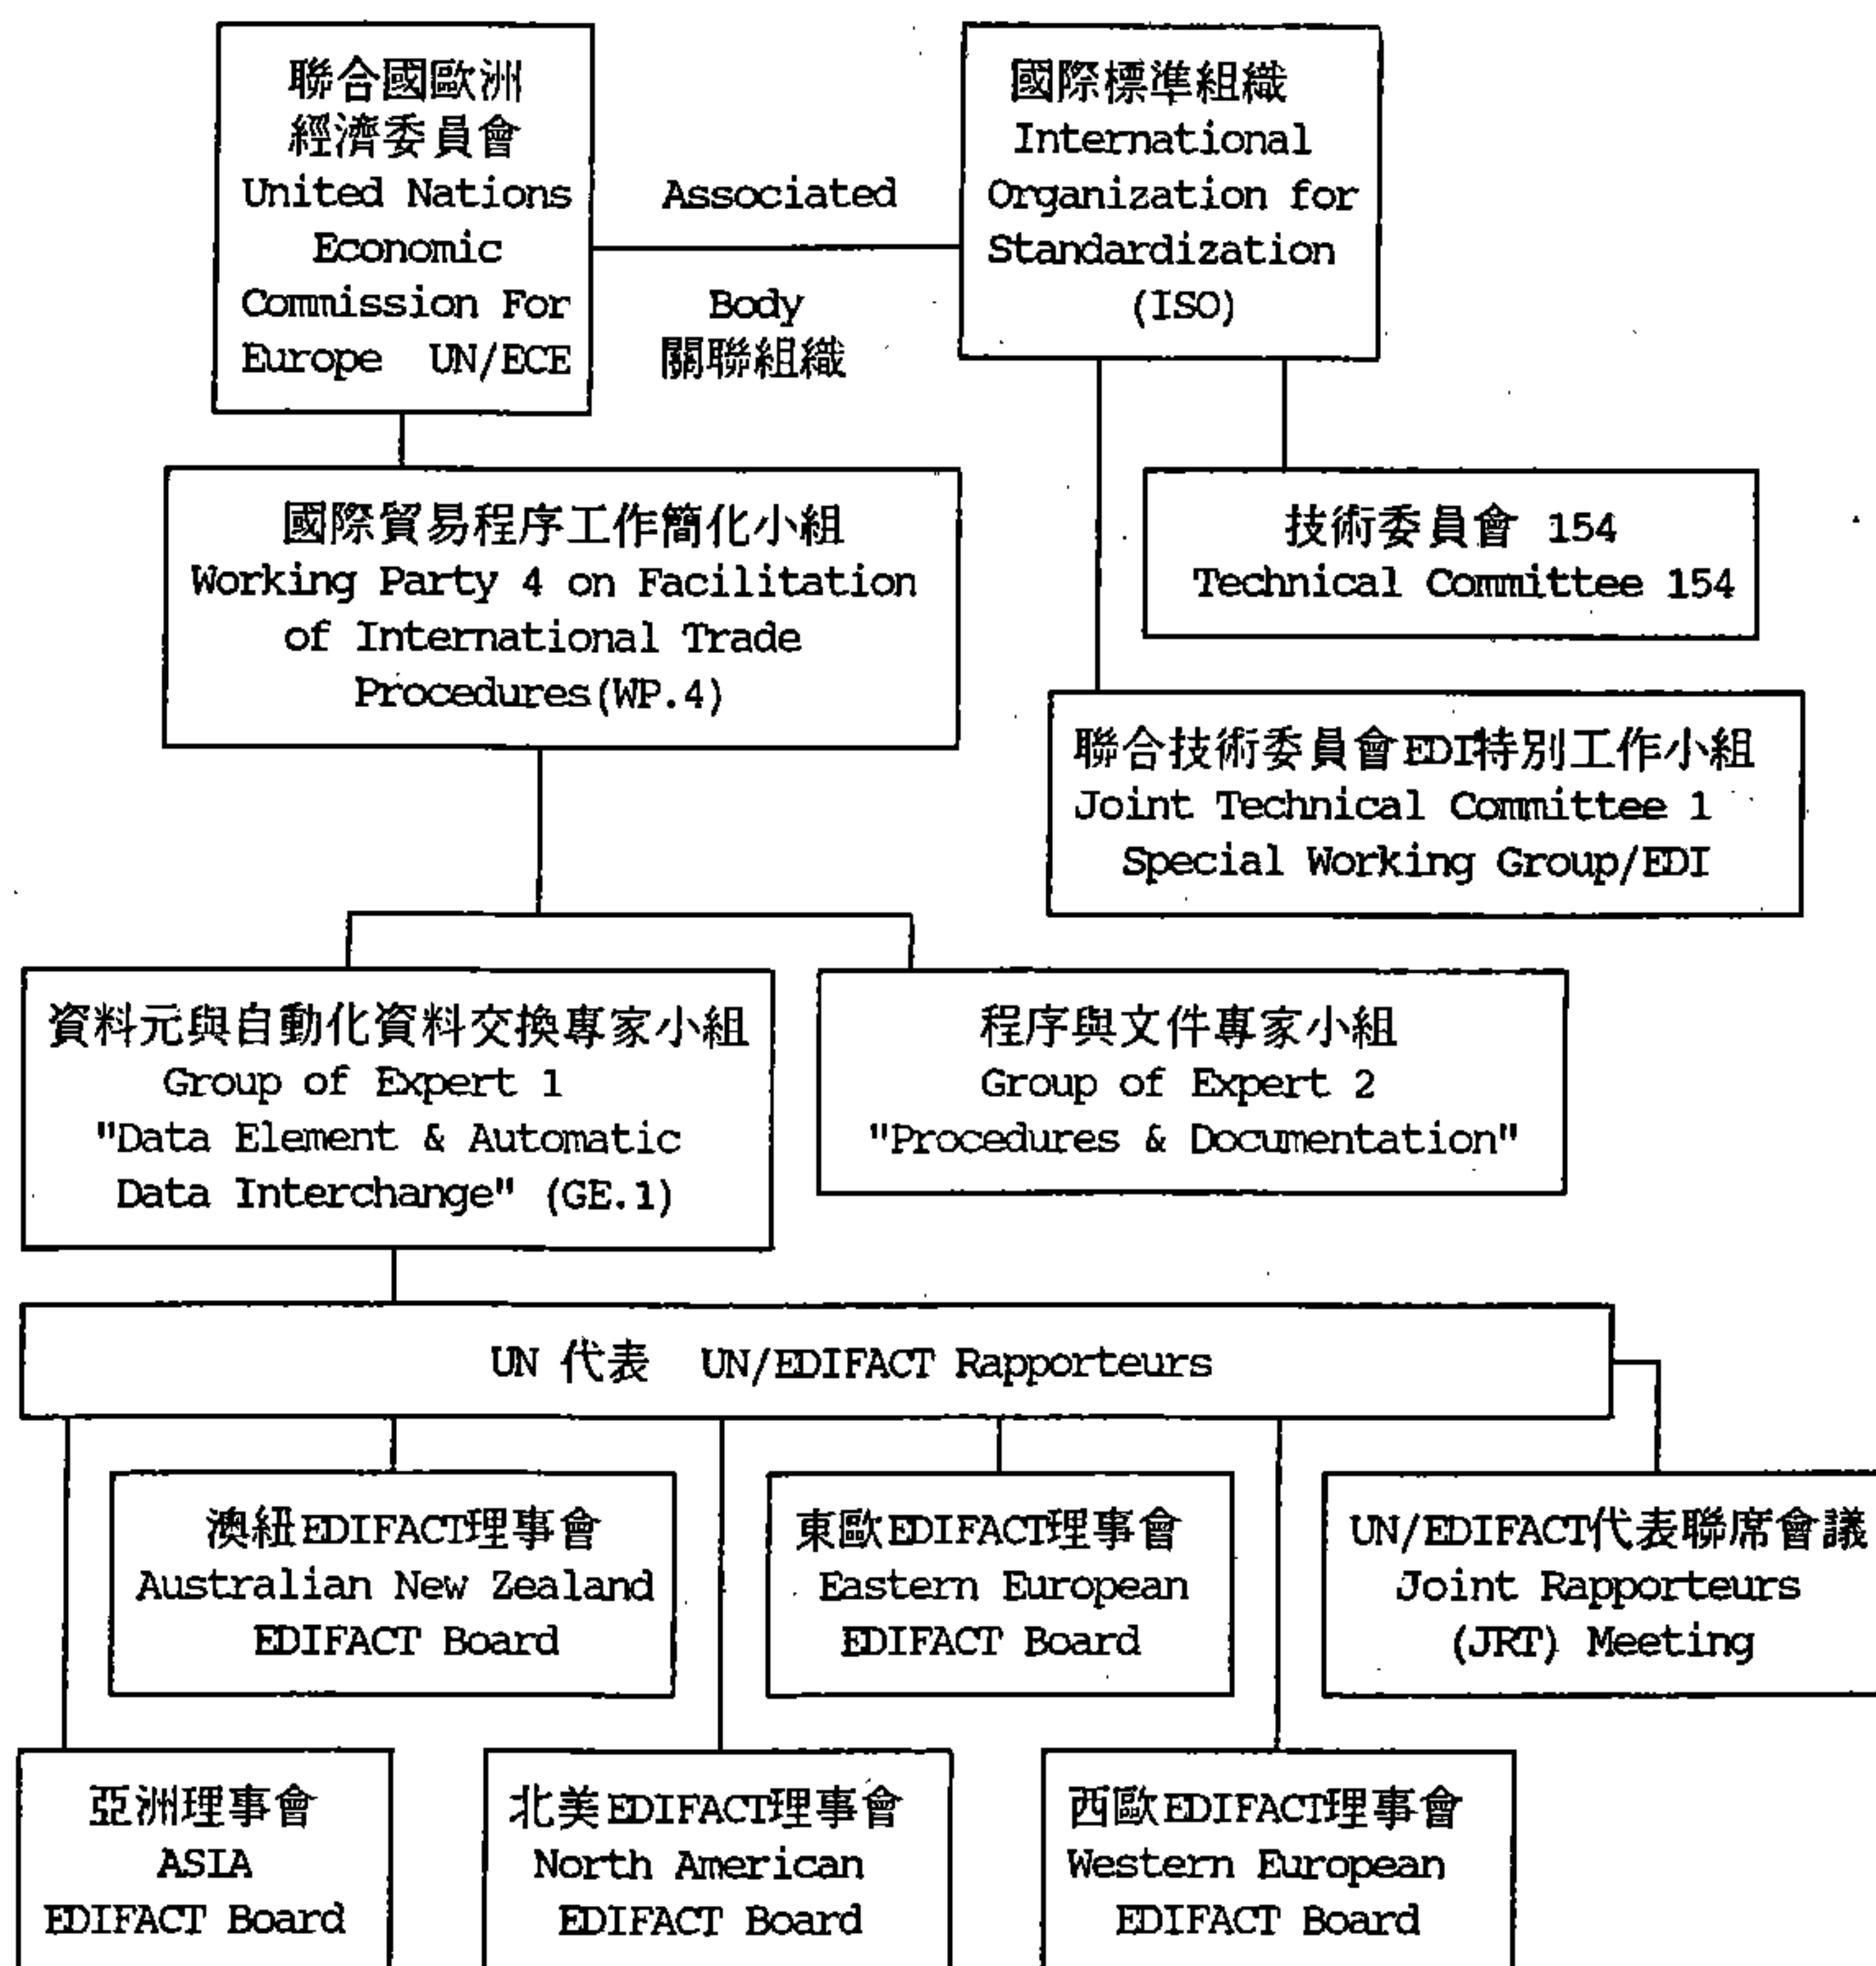 聯合國歐洲
經濟委員會
United Nations
Economic
Commission For
Europe UN/ECE
Associated
Body
關聯組織
國際標準組織
International
Organization for
Standardization
(ISO)
國際貿易程序工作簡化小組
Working Party 4 on Facilitation
of International Trade
Procedures(WP.4)
技術委員會 154
Technical Committee 154
聯合技術委員會EDI特別工作小組
Joint Technical Committee 1
Special Working Group/EDI
資料元與自動化資料交換專家小組
Group of Expert 1
"Data Element & Automatic
Data Interchange" (GE.1)
程序與文件專家小組
Group of Expert 2
"Procedures & Documentation"
UN 代表 UN/EDIFACT Rapporteurs
澳紐EDIFACT理事會
Australian New Zealand
EDIFACT Board
東歐EDIFACT理事會
Eastern European
EDIFACT Board
UN/EDIFACT代表聯席會議
Joint Rapporteurs
(JRT) Meeting
亞洲理事會
ASIA
EDIFACT Board
北美EDIFACT理事會
North American
EDIFACT Board
西歐EDIFACT理事會
Western European
EDIFACT Board